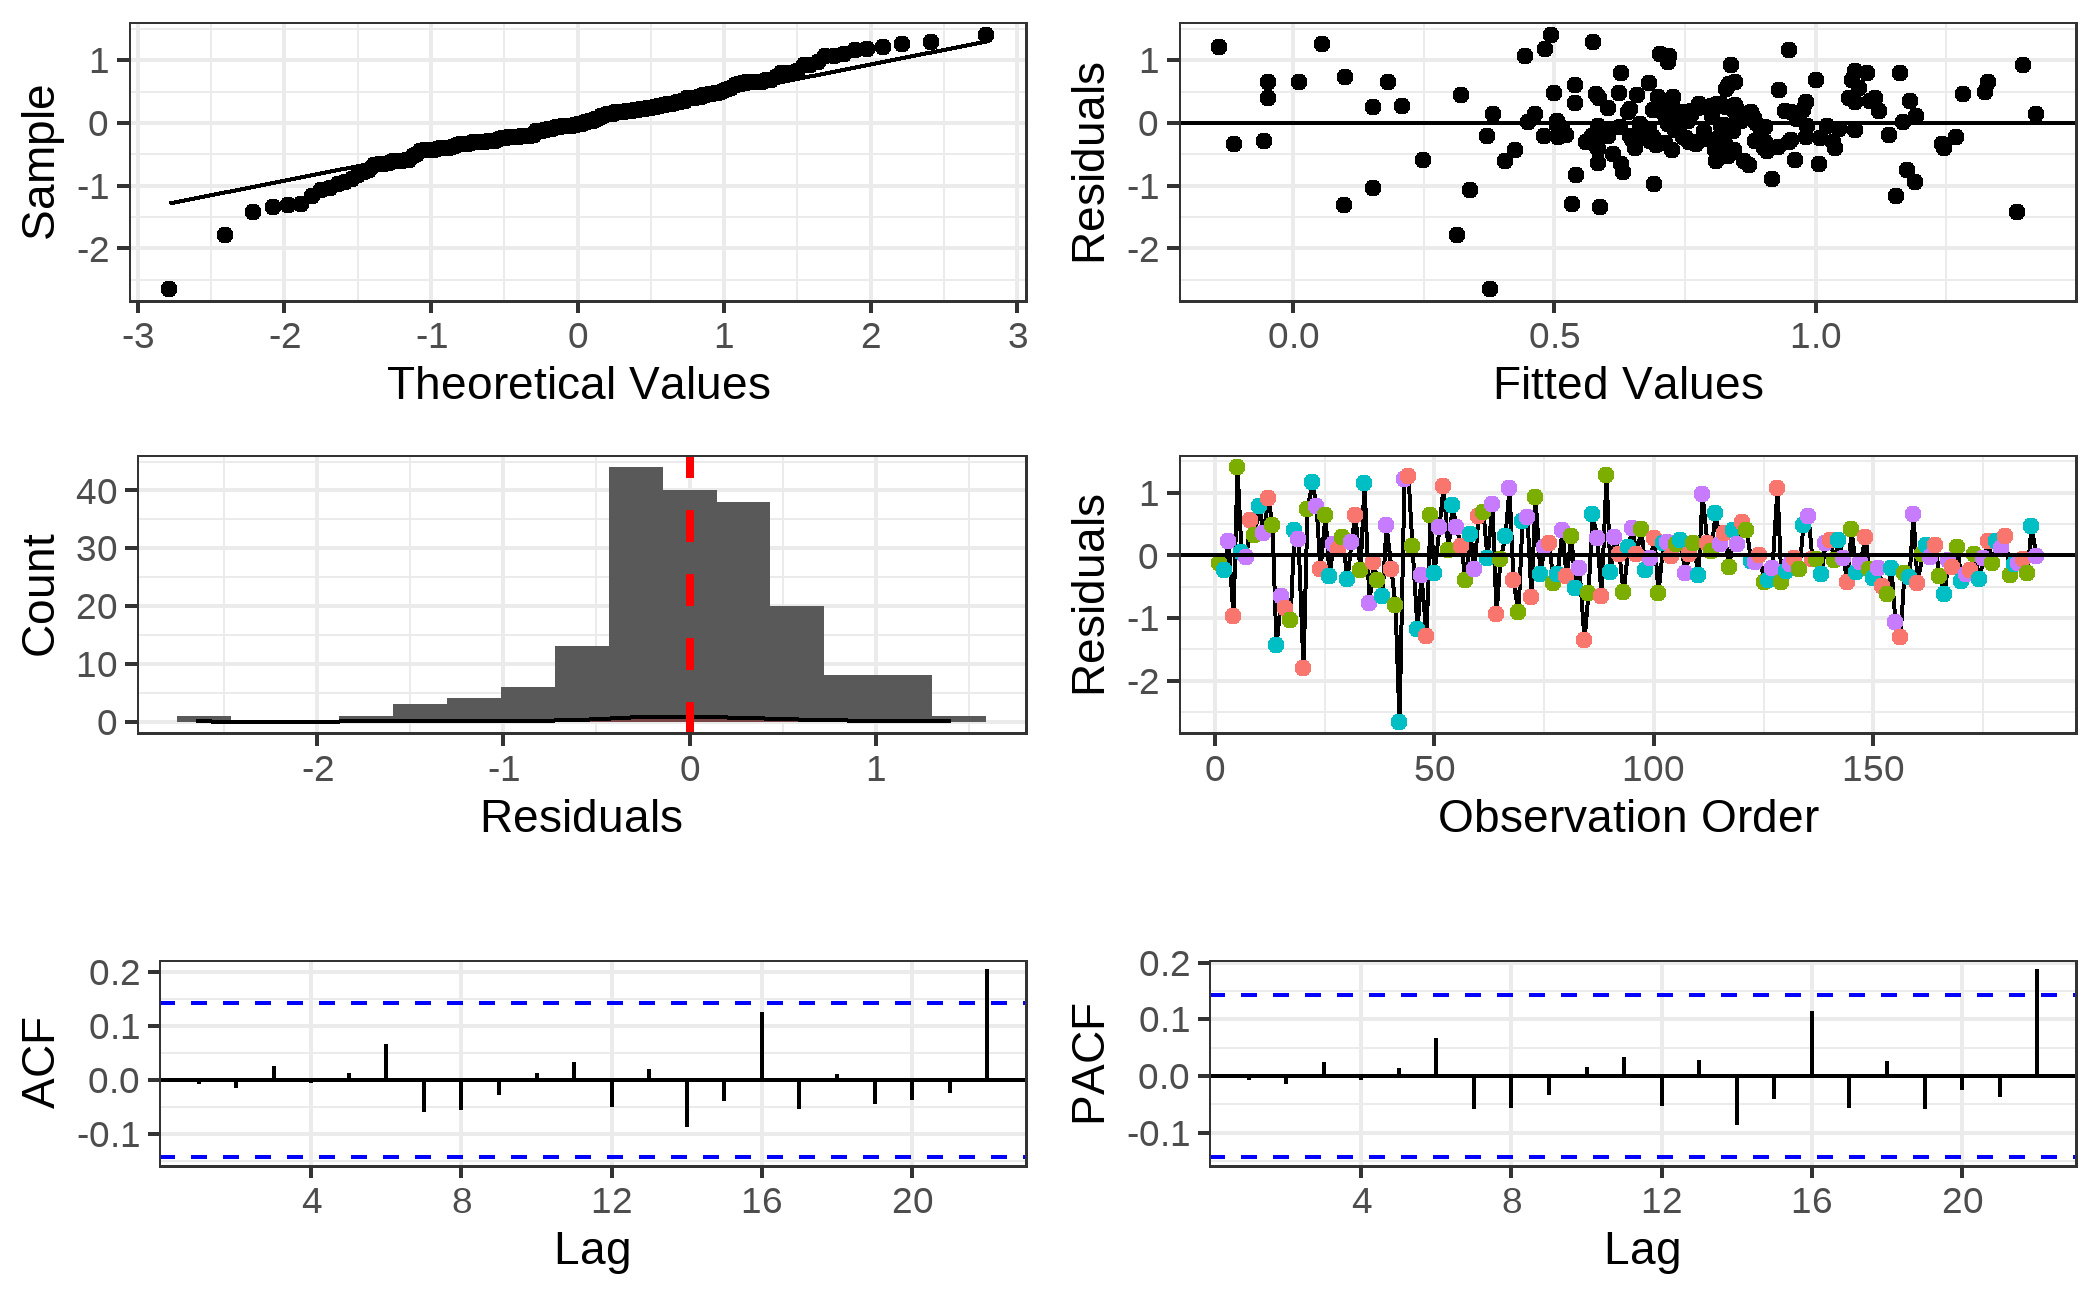 1
0
-1
-2
Sample
-3 -2 -1 0 1 2 3
Theoretical Values
1
0
-1
-2
Residuals
0.0 0.5 1.0
Fitted Values
40
30
20
10
0
Count
-2 -1 0 1
Residuals
1
0
-1
-2
Residuals
0 50 100 150
Observation Order
0.2
0.1
0.0
-0.1
ACF
4 8 12 16 20
Lag
0.2
0.1
0.0
-0.1
PACF
4 8 12 16 20
Lag